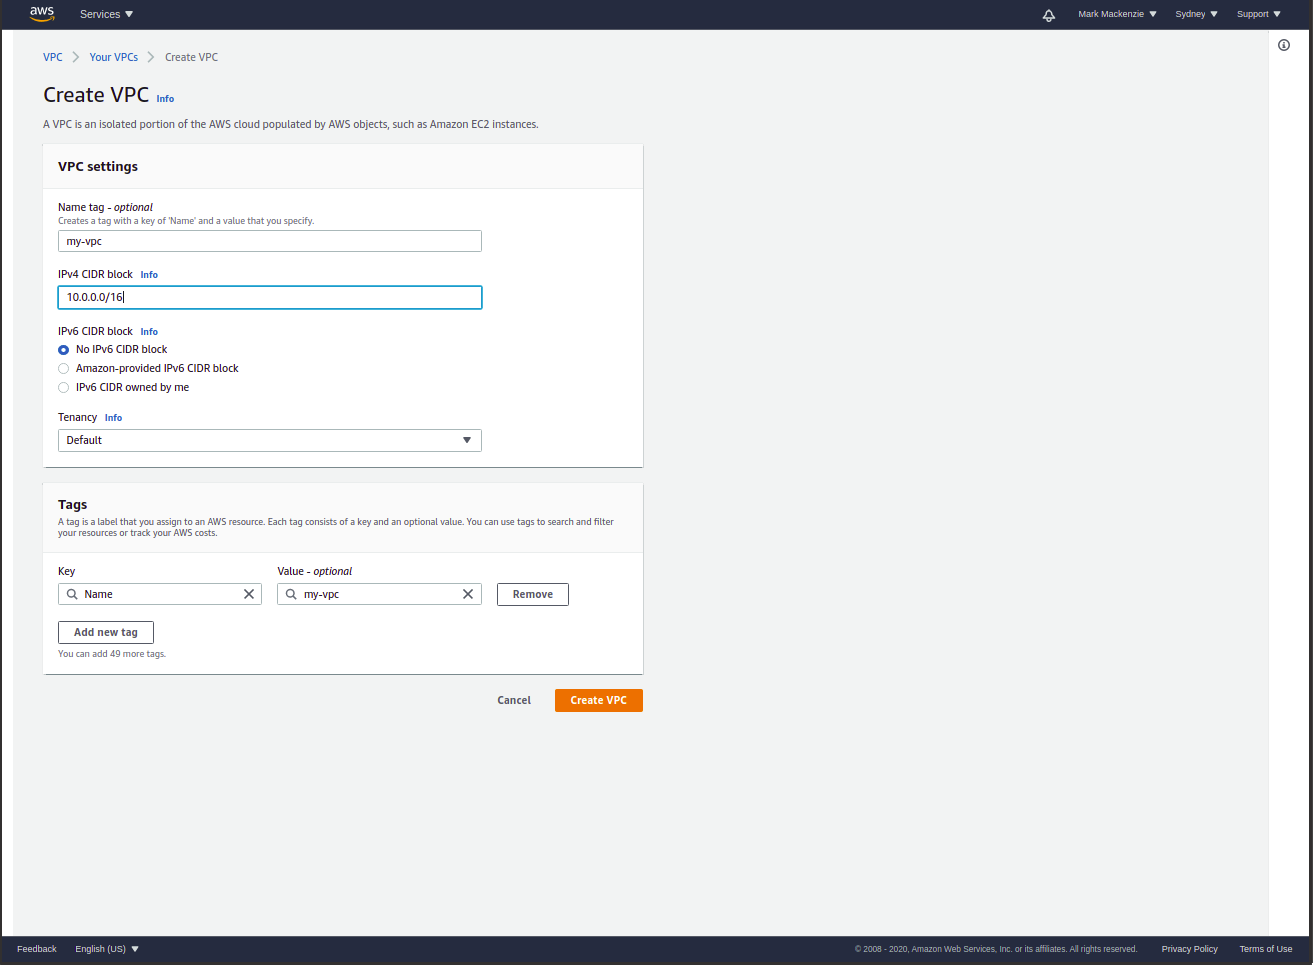 aws Services Mark Mackenzie Sydney Support
VPC Your VPCs Create VPC
Create VPC Info
A VPC is an isolated portion of the AWS cloud populated by AWS objects, such as Amazon EC2 instances.
VPC settings
Name tag - optional
Creates a tag with a key of 'Name' and a value that you specify.
my-vpc
IPv4 CIDR block Info
10.0.0.0/16
IPv6 CIDR block Info
No IPv6 CIDR block
Amazon-provided IPv6 CIDR block
IPv6 CIDR owned by me
Tenancy Info
Default
Tags
A tag is a label that you assign to an AWS resource. Each tag consists of a key and an optional value. You can use tags to search and filter
your resources or track your AWS costs.
Key Value - optional
Name my-vpc Remove
Add new tag
You can add 49 more tags.
Cancel Create VPC
Feedback English (US) © 2008 - 2020, Amazon Web Services, Inc. or its affiliates. All rights reserved. Privacy Policy Terms of Use